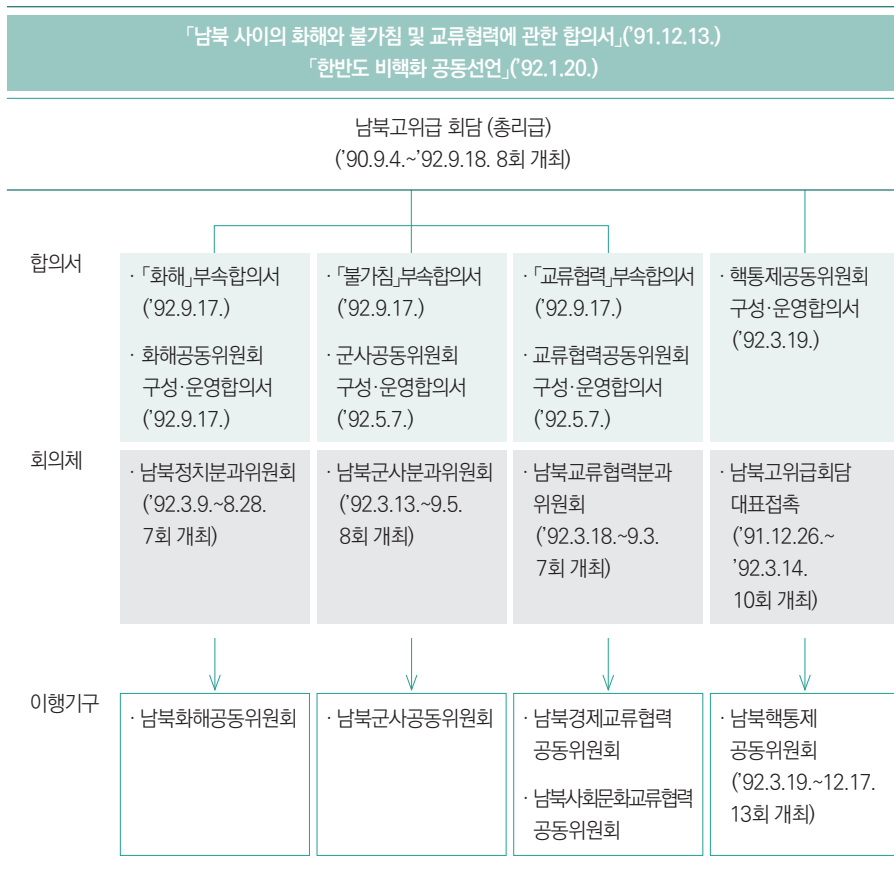 「남북 사이의 화해와 불가침 및 교류협력에 관한 합의서」('91.12.13.)
「한반도 비핵화 공동선언」('92.1.20.)
남북고위급 회담 (총리급)
('90.9.4.~'92.9.18. 8회 개최)
합의서
· 「화해」부속합의서
('92.9.17.)
· 화해공동위원회
구성·운영합의서
('92.9.17.)
· 「불가침」부속합의서
('92.9.17.)
· 군사공동위원회
구성·운영합의서
('92.5.7.)
· 「교류협력」부속합의서
('92.9.17.)
· 교류협력공동위원회
구성·운영합의서
('92.5.7.)
· 핵통제공동위원회
구성·운영합의서
('92.3.19.)
회의체
· 남북정치분과위원회
('92.3.9.~8.28.
7회 개최)
· 남북군사분과위원회
('92.3.13.~9.5.
8회 개최)
· 남북교류협력분과
위원회
('92.3.18.~9.3.
7회 개최)
· 남북고위급회담
대표접촉
('91.12.26.~
'92.3.14.
10회 개최)
이행기구
· 남북화해공동위원회
· 남북군사공동위원회
· 남북경제교류협력
공동위원회
· 남북사회문화교류협력
공동위원회
· 남북핵통제
공동위원회
('92.3.19.~12.17.
13회 개최)